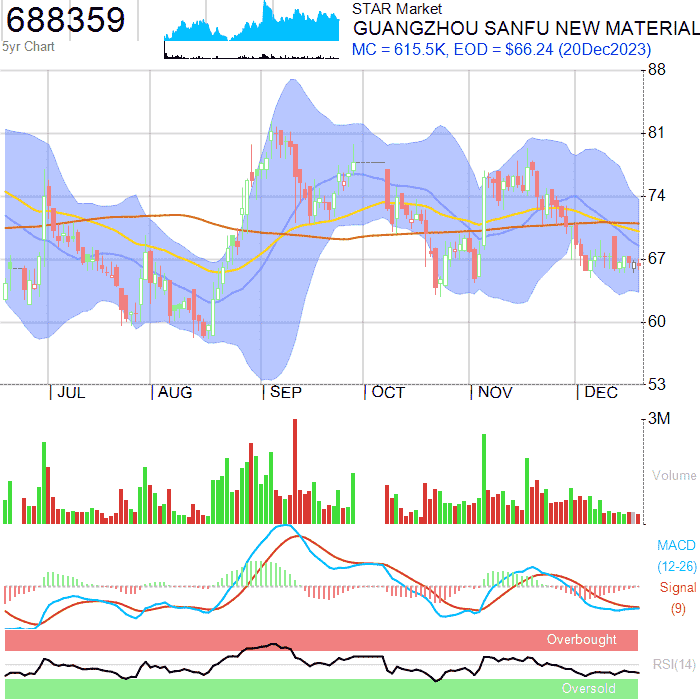 688359
5yr Chart
STAR Market
GUANGZHOU SANFU NEW MATERIAL
MC = 615.5K, EOD = $66.24 (20Dec2023)
88
81
74
67
60
53
JUL
AUG
SEP
OCT
NOV
DEC
3M
Volume
MACD
(12-26)
Signal
(9)
Overbought
RSI(14)
Oversold